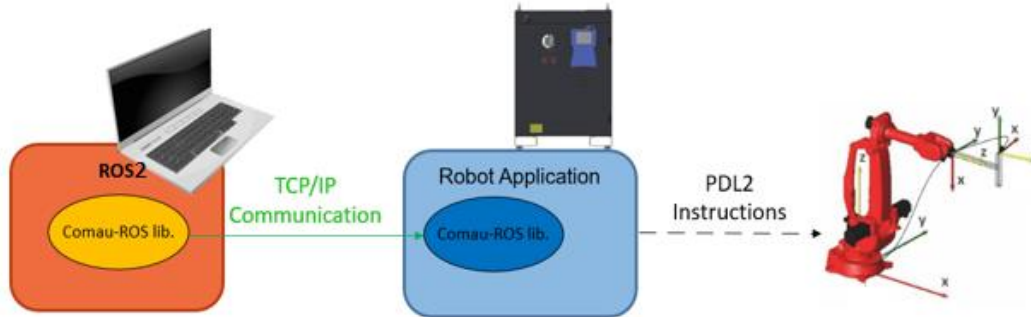 ROS2
Comau-ROS lib.
TCP/IP
Communication
Robot Application
Comau-ROS lib.
PDL2
Instructions
z
y
x
y
x
z
x
y
x